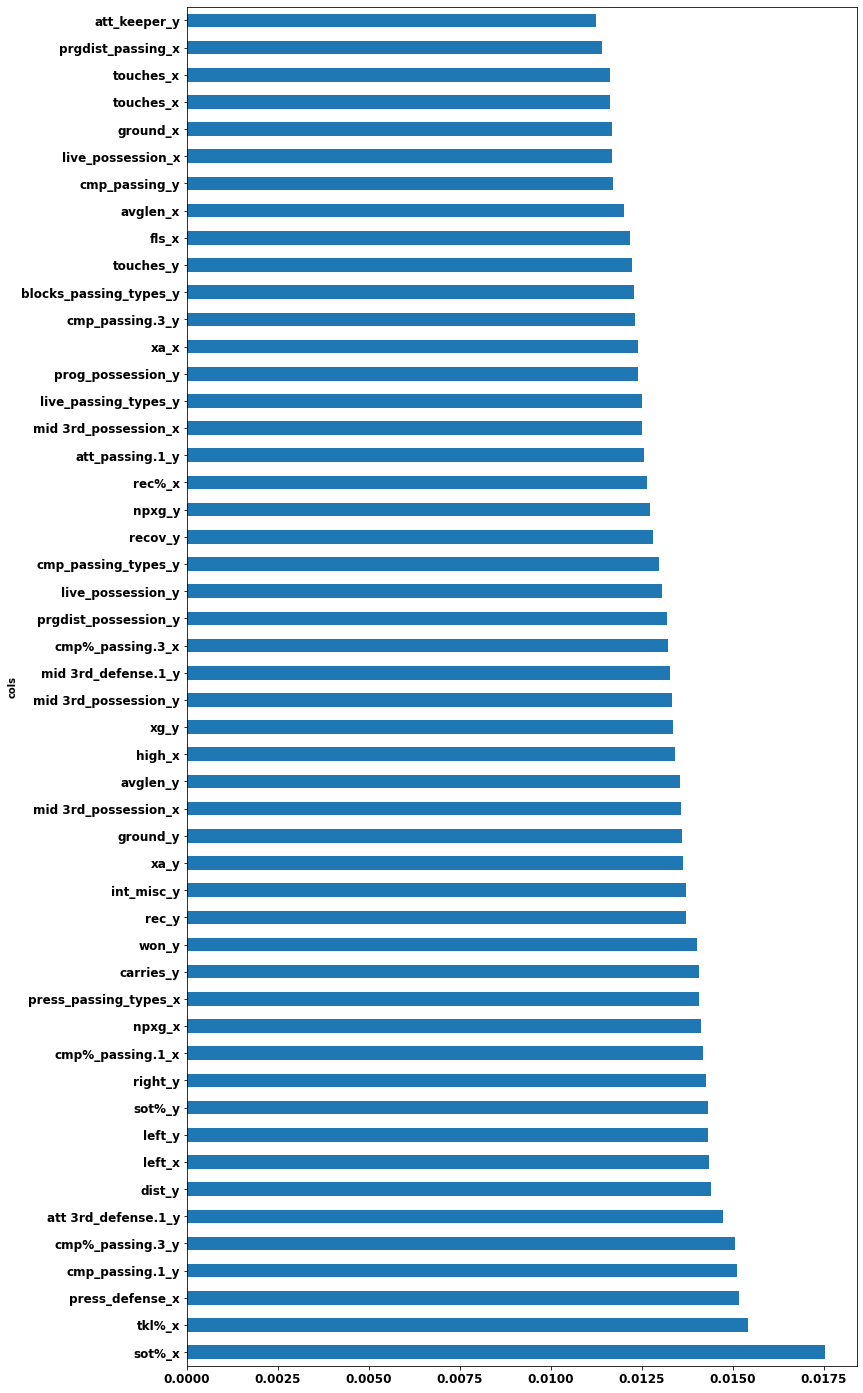 att_keeper_y
prgdist_passing_x
touches_x
touches_x
ground_x
live_possession_x
cmp_passing_y
avglen_x
fls_x
touches_y
blocks_passing_types_y
cmp_passing.3_y
xa_x
prog_possession_y
live_passing_types_y
mid 3rd_possession_x
att_passing.1_y
rec%_x
npxg_y
recov_y
cmp_passing_types_y
live_possession_y
prgdist_possession_y
cmp%_passing.3_x
mid 3rd_defense.1_y
mid 3rd_possession_y
xg_y
high_x
avglen_y
mid 3rd_possession_x
ground_y
xa_y
int_misc_y
rec_y
won_y
carries_y
press_passing_types_x
npxg_x
cmp%_passing.1_x
right_y
sot%_y
left_y
left_x
dist_y
att 3rd_defense.1_y
cmp%_passing.3_y
cmp_passing.1_y
press_defense_x
tkl%_x
sot%_x
cols
0.0000 0.0025 0.0050 0.0075 0.0100 0.0125 0.0150 0.0175